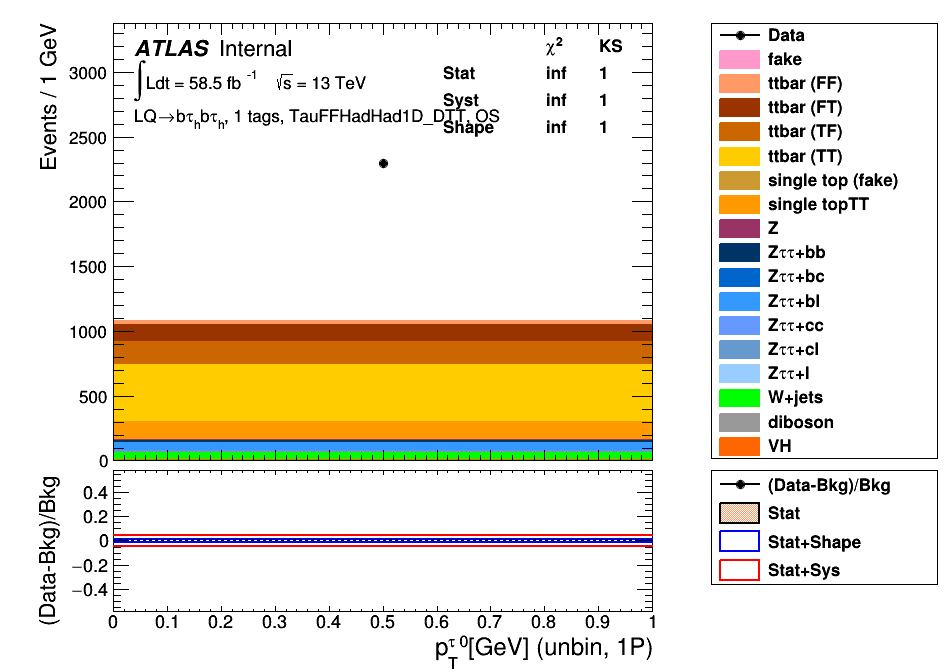 Events / 1 GeV
3000
2500
2000
1500
1000
500
0
ATLAS Internal
∫Ldt = 58.5 fb⁻¹ √s = 13 TeV
LQ→bτₕbτₕ, 1 tags, TauFFHadHad1D_DTT, OS
χ² KS
Stat inf 1
Syst inf 1
Shape inf 1
Data
fake
ttbar (FF)
ttbar (FT)
ttbar (TF)
ttbar (TT)
single top (fake)
single topTT
Z
Zττ+bb
Zττ+bc
Zττ+bl
Zττ+cc
Zττ+cl
Zττ+l
W+jets
diboson
VH
(Data-Bkg)/Bkg
0.4
0.2
0
−0.2
−0.4
0 0.1 0.2 0.3 0.4 0.5 0.6 0.7 0.8 0.9 1
p_T^{τ 0}[GeV] (unbin, 1P)
(Data-Bkg)/Bkg
Stat
Stat+Shape
Stat+Sys